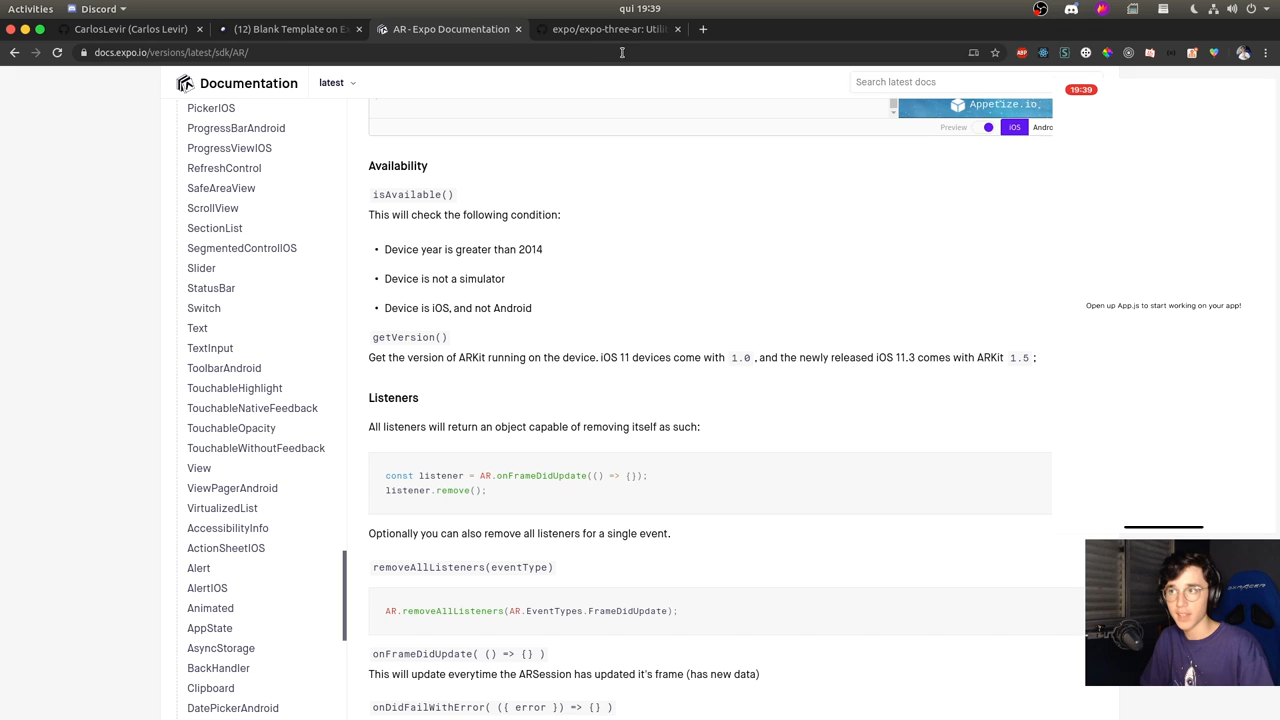 Activities
Discord
qui 19:39
CarlosLevir (Carlos Levir)
(12) Blank Template on E
AR - Expo Documentation
expo/expo-three-ar: Utilit
docs.expo.io/versions/latest/sdk/AR/
Documentation
latest
Search latest docs
19:39
PickerIOS
ProgressBarAndroid
ProgressViewIOS
RefreshControl
SafeAreaView
ScrollView
SectionList
SegmentedControlIOS
Slider
StatusBar
Switch
Text
TextInput
ToolbarAndroid
TouchableHighlight
TouchableNativeFeedback
TouchableOpacity
TouchableWithoutFeedback
View
ViewPagerAndroid
VirtualizedList
AccessibilityInfo
ActionSheetIOS
Alert
AlertIOS
Animated
AppState
AsyncStorage
BackHandler
Clipboard
DatePickerAndroid
Appetize.io
Preview
iOS
Andro
Availability
isAvailable()
This will check the following condition:
• Device year is greater than 2014
• Device is not a simulator
• Device is iOS, and not Android
getVersion()
Get the version of ARKit running on the device. iOS 11 devices come with 1.0 , and the newly released iOS 11.3 comes with ARKit 1.5 ;
Listeners
All listeners will return an object capable of removing itself as such:
const listener = AR.onFrameDidUpdate(() => {});
listener.remove();
Optionally you can also remove all listeners for a single event.
removeAllListeners(eventType)
AR.removeAllListeners(AR.EventTypes.FrameDidUpdate);
onFrameDidUpdate( () => {} )
This will update everytime the ARSession has updated it's frame (has new data)
onDidFailWithError( ({ error }) => {} )
Open up App.js to start working on your app!